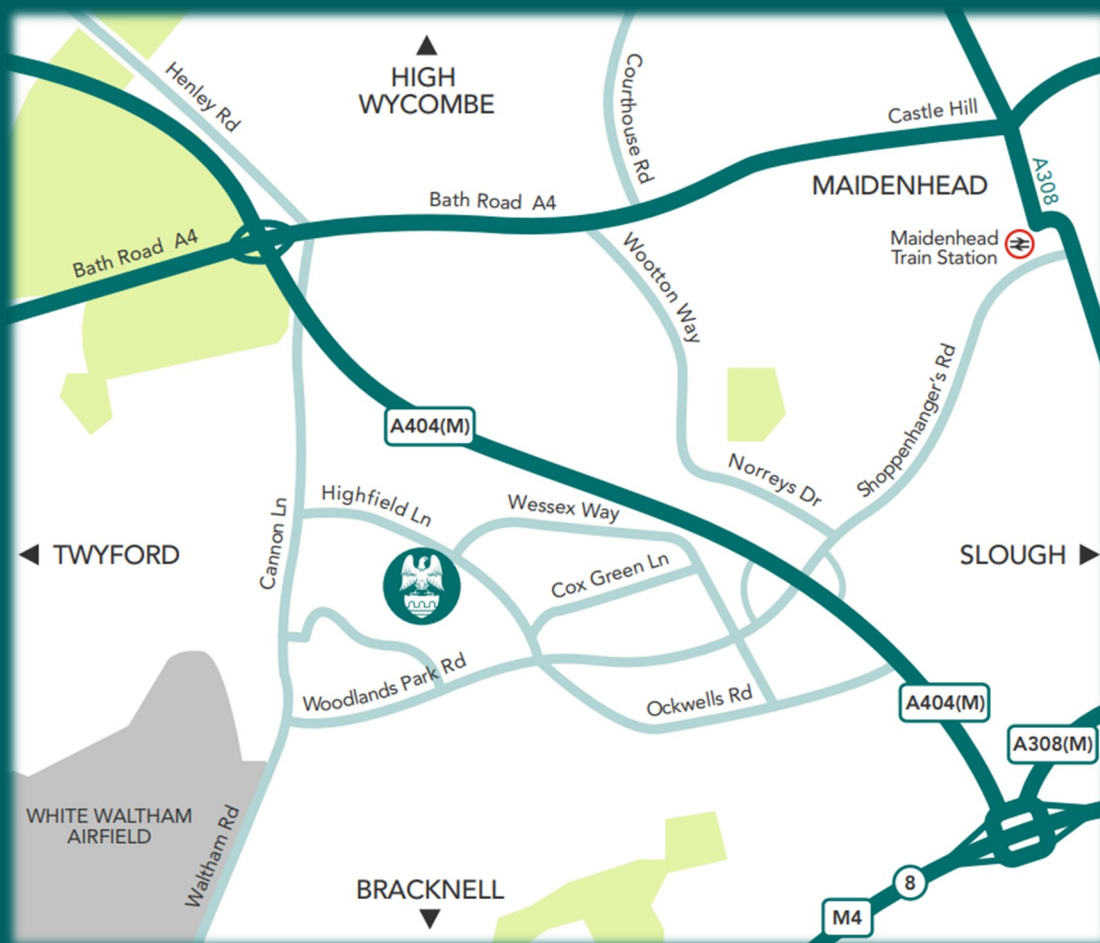 Henley Rd
HIGH
WYCOMBE
Courthouse Rd
Castle Hill
A308
MAIDENHEAD
Bath Road A4
Bath Road A4
Maidenhead
Train Station
Wootton Way
Shoppenhanger's Rd
A404(M)
Norreys Dr
Highfield Ln
Wessex Way
Cannon Ln
TWYFORD
SLOUGH
Cox Green Ln
Woodlands Park Rd
Ockwells Rd
A404(M)
A308(M)
WHITE WALTHAM
AIRFIELD
Waltham Rd
BRACKNELL
8
M4